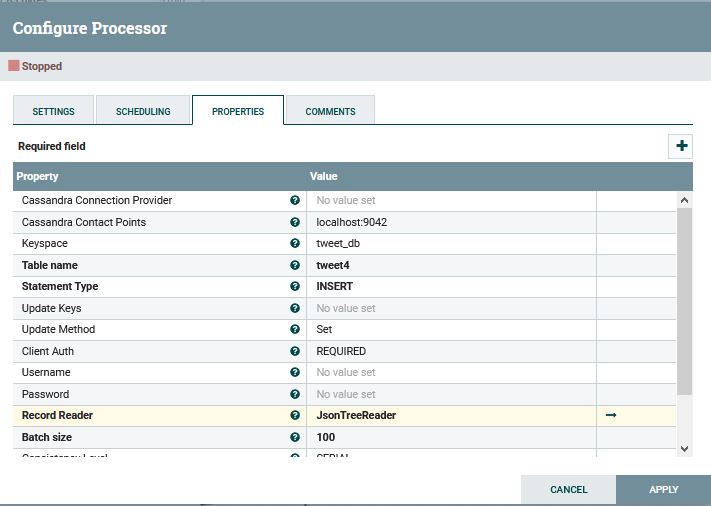 Configure Processor
Stopped
SETTINGS SCHEDULING PROPERTIES COMMENTS
Required field
Property Value
Cassandra Connection Provider No value set
Cassandra Contact Points localhost:9042
Keyspace tweet_db
Table name tweet4
Statement Type INSERT
Update Keys No value set
Update Method Set
Client Auth REQUIRED
Username No value set
Password No value set
Record Reader JsonTreeReader
Batch size 100
Consistency Level SERIAL
CANCEL APPLY